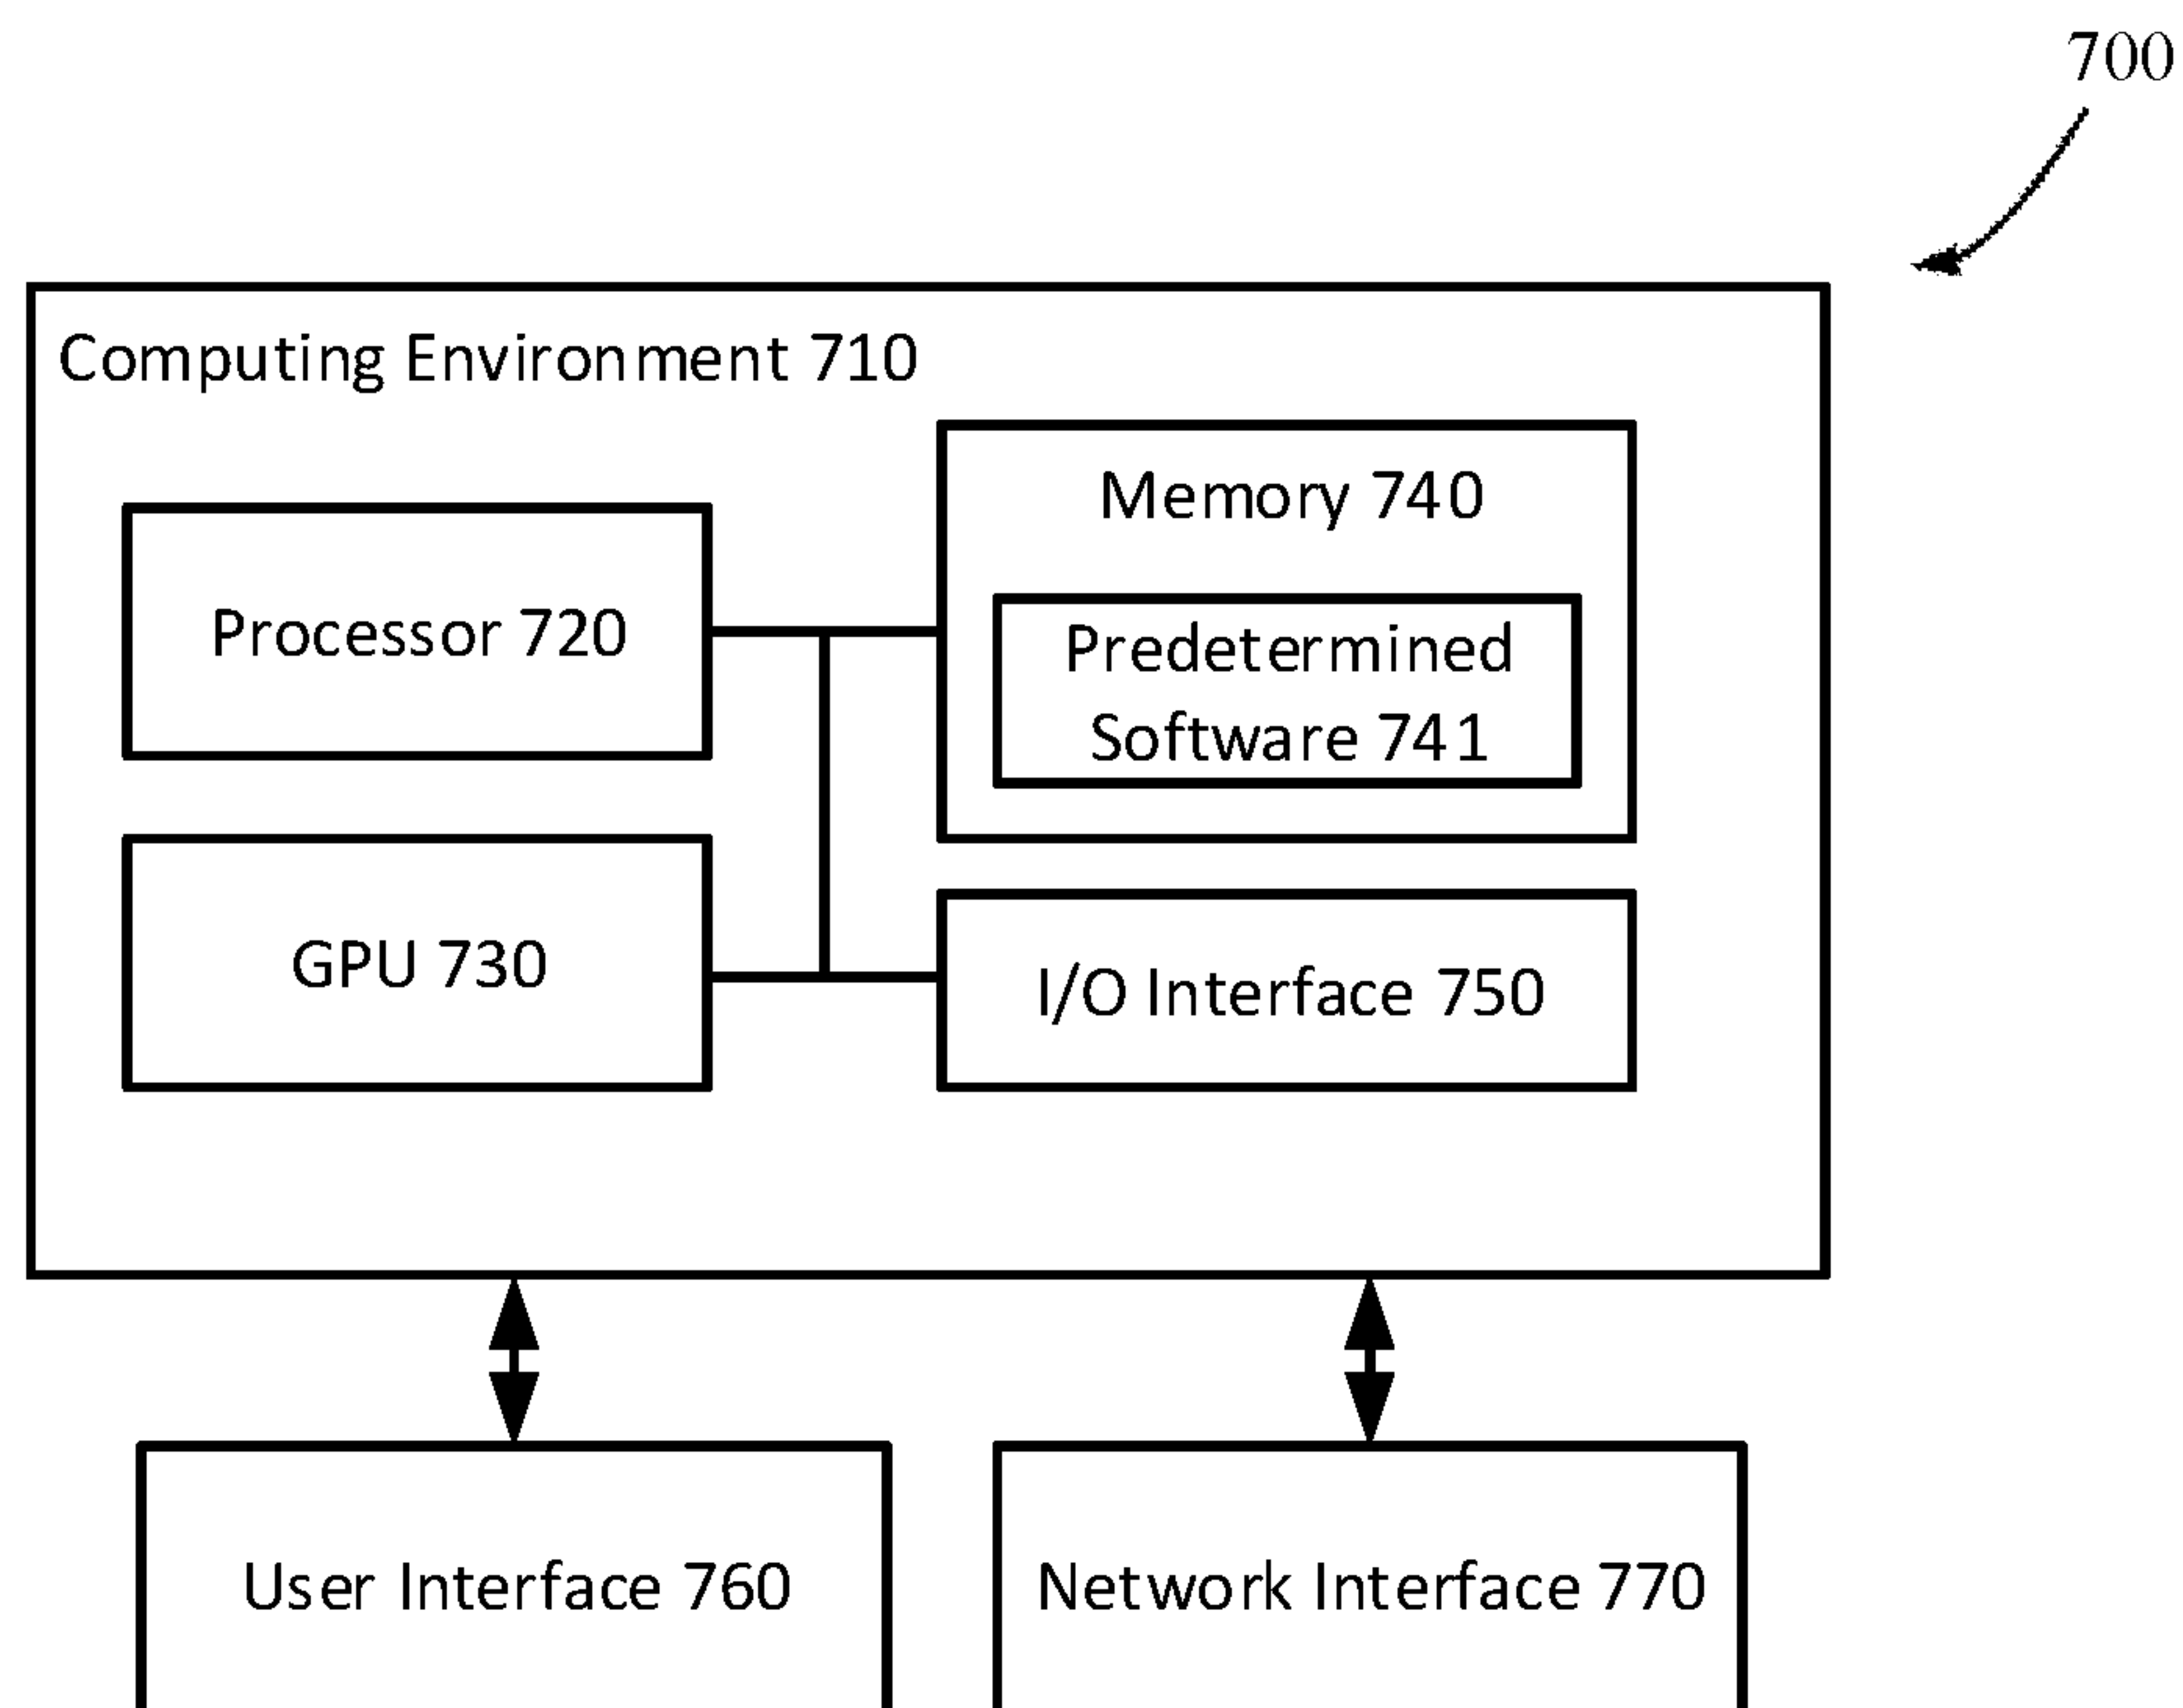 700
Computing Environment 710
Memory 740
Processor 720
Predetermined
Software 741
GPU 730
I/O Interface 750
User Interface 760
Network Interface 770